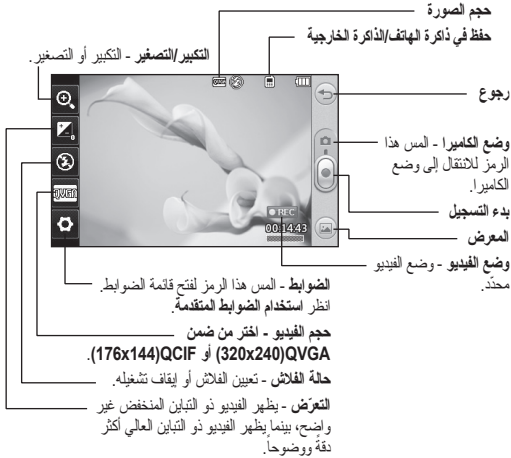 حجم الصورة
حفظ في ذاكرة الهاتف/الذاكرة الخارجية
التكبير/التصغير - التكبير أو التصغير.
رجوع
وضع الكاميرا - المس هذا
الرمز للانتقال إلى وضع
الكاميرا.
بدء التسجيل
المعرض
وضع الفيديو - وضع الفيديو
محدّد.
QVGA
QVGA
REC
00:14:43
الضوابط - المس هذا الرمز لفتح قائمة الضوابط.
انظر استخدام الضوابط المتقدمة.
حجم الفيديو - اختر من ضمن
QVGA(320x240) أو QCIF(176x144).
حالة الفلاش - تعيين الفلاش أو إيقاف تشغيله.
التعرّض - يظهر الفيديو ذو التباين المنخفض غير
واضح، بينما يظهر الفيديو ذو التباين العالي أكثر
دقةً ووضوحاً.